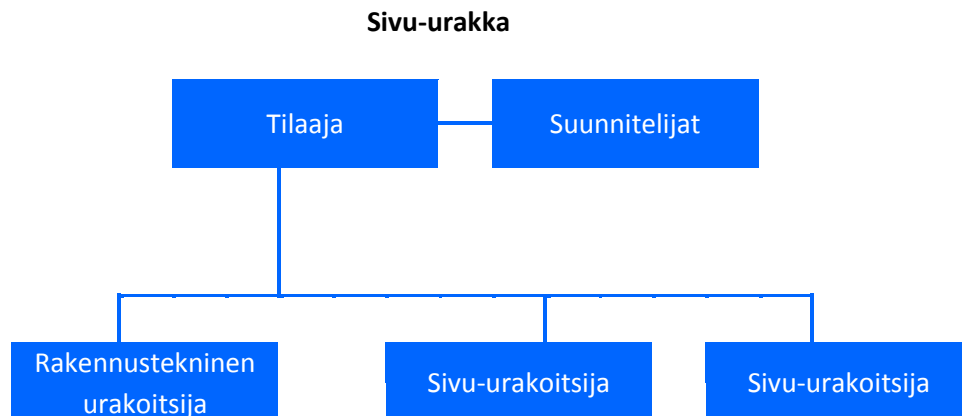 Sivu-urakka
Tilaaja
Suunnitelijat
Rakennustekninen
urakoitsija
Sivu-urakoitsija
Sivu-urakoitsija